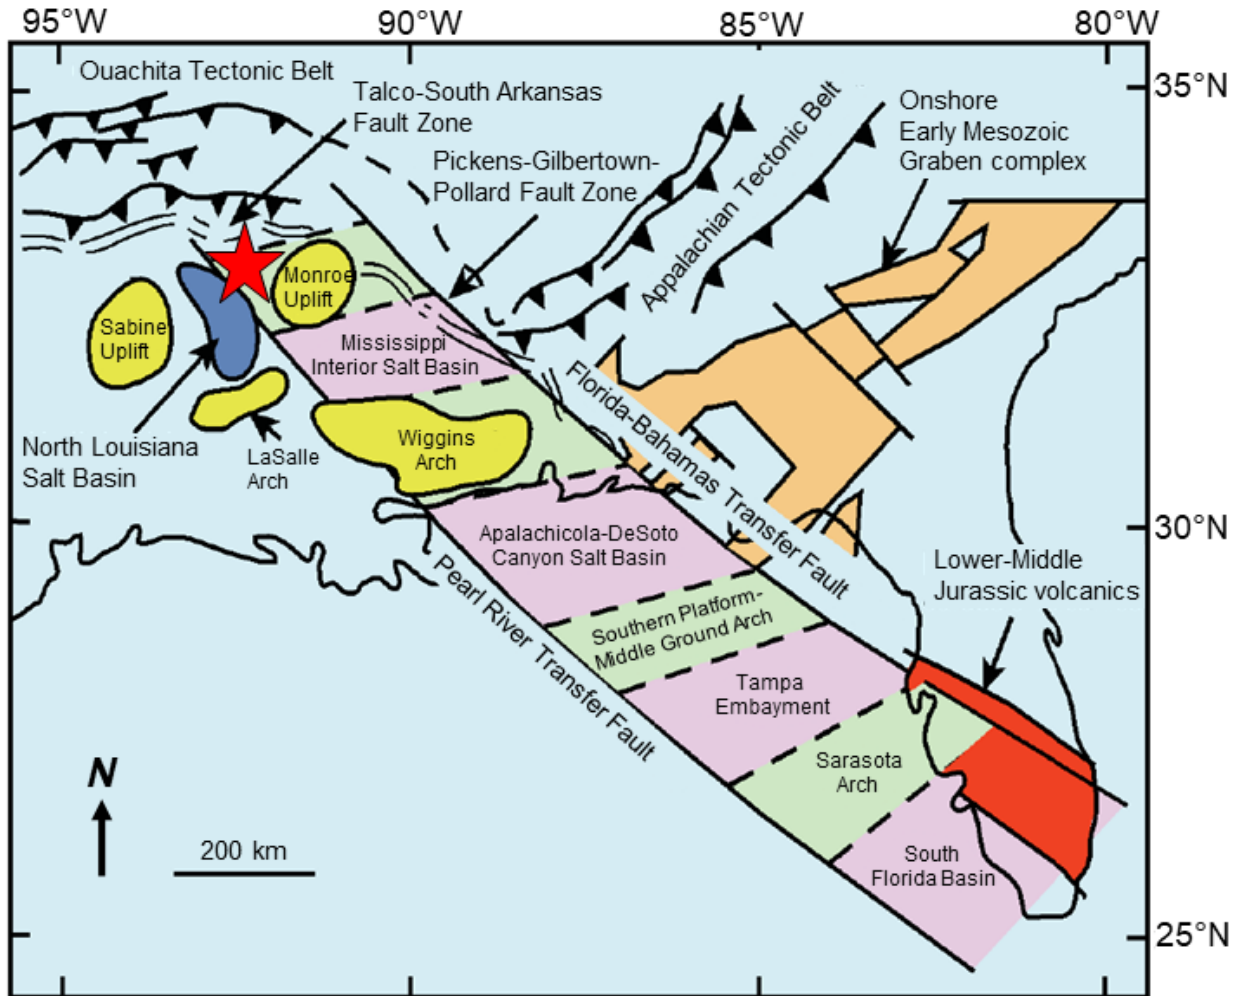 95°W
90°W
85°W
80°W
Ouachita Tectonic Belt
Talco-South Arkansas
Fault Zone
Pickens-Gilbertown-
Pollard Fault Zone
Appalachian Tectonic Belt
Onshore
Early Mesozoic
Graben complex
35°N
Monroe
Uplift
Sabine
Uplift
Mississippi
Interior Salt Basin
Florida-Bahamas Transfer Fault
North Louisiana
Salt Basin
LaSalle
Arch
Wiggins
Arch
Apalachicola-DeSoto
Canyon Salt Basin
30°N
Lower-Middle
Jurassic volcanics
Pearl River Transfer Fault
Southern Platform-
Middle Ground Arch
Tampa
Embayment
Sarasota
Arch
South
Florida Basin
N
200 km
25°N